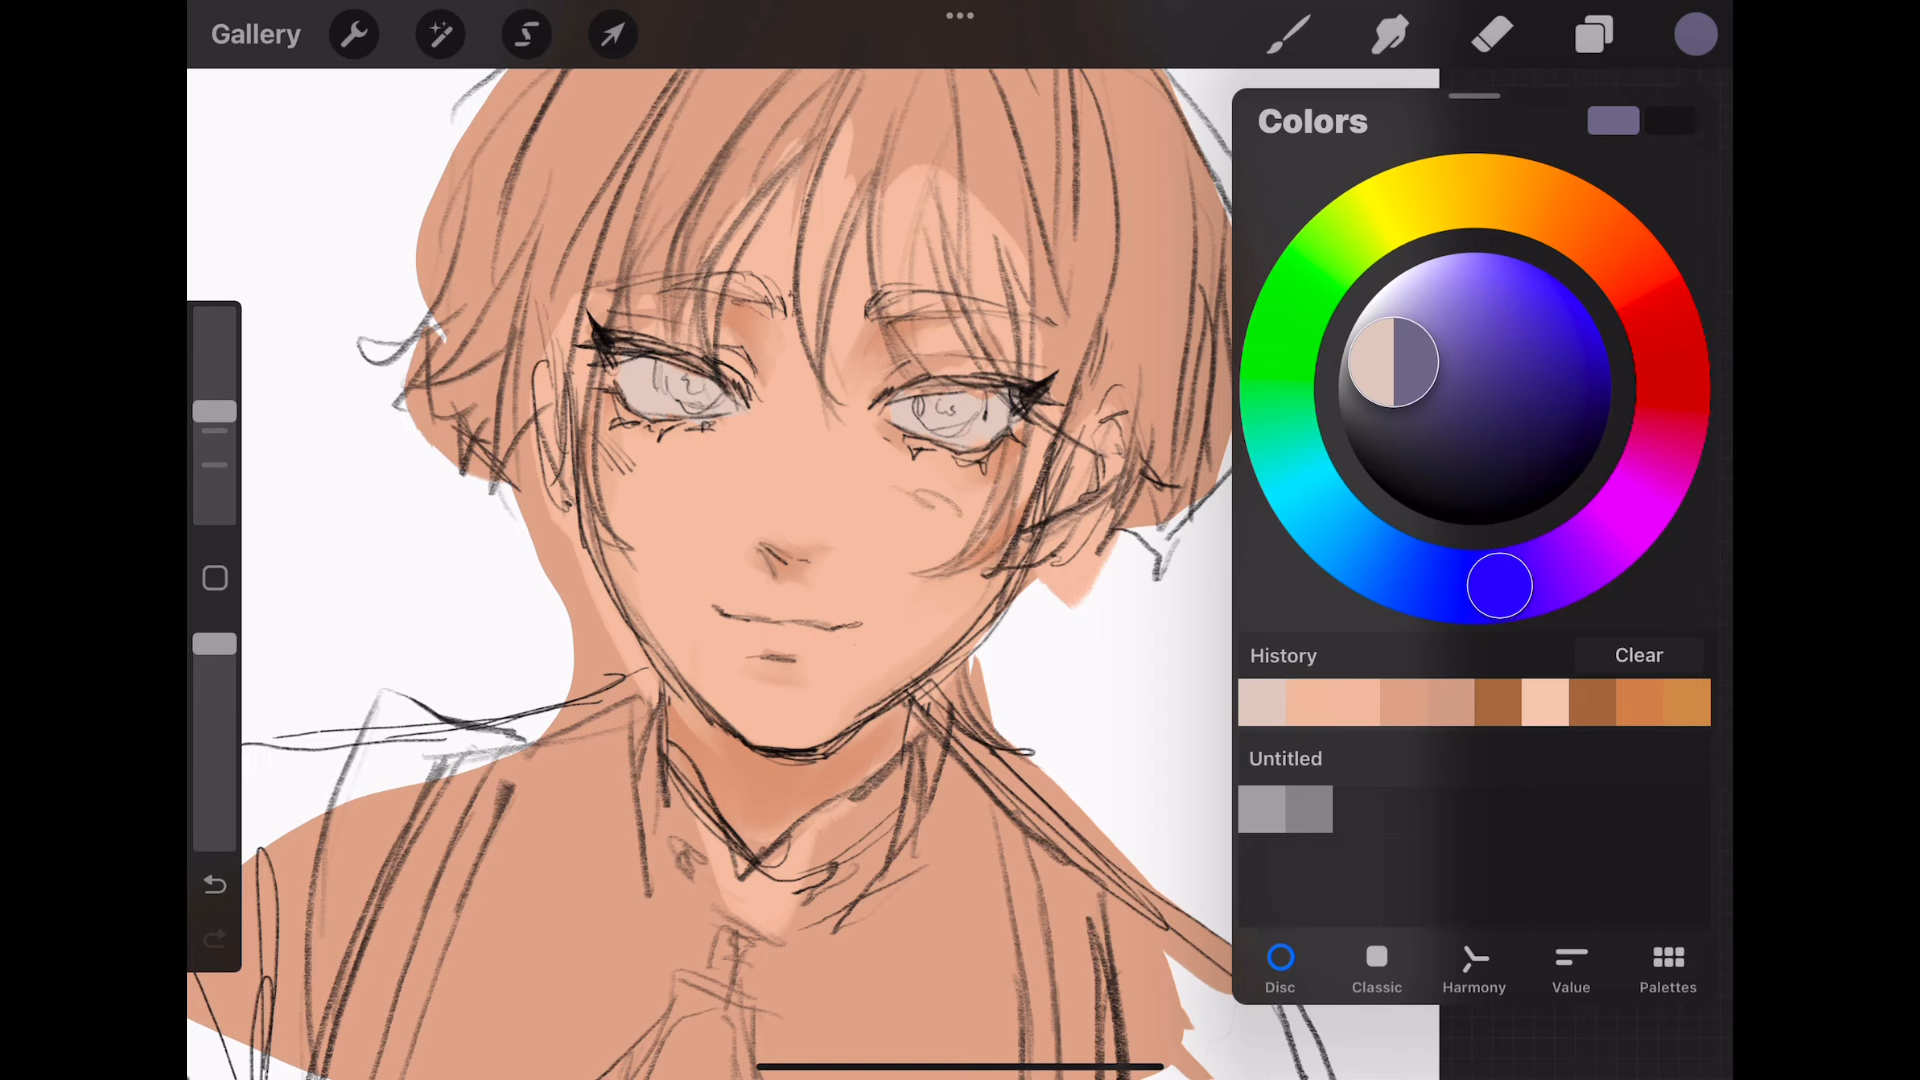 Gallery
Colors
History
Clear
Untitled
Disc
Classic
Harmony
Value
Palettes